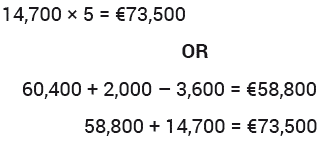 14,700 × 5 = €73,500
OR
60,400 + 2,000 – 3,600 = €58,800
58,800 + 14,700 = €73,500